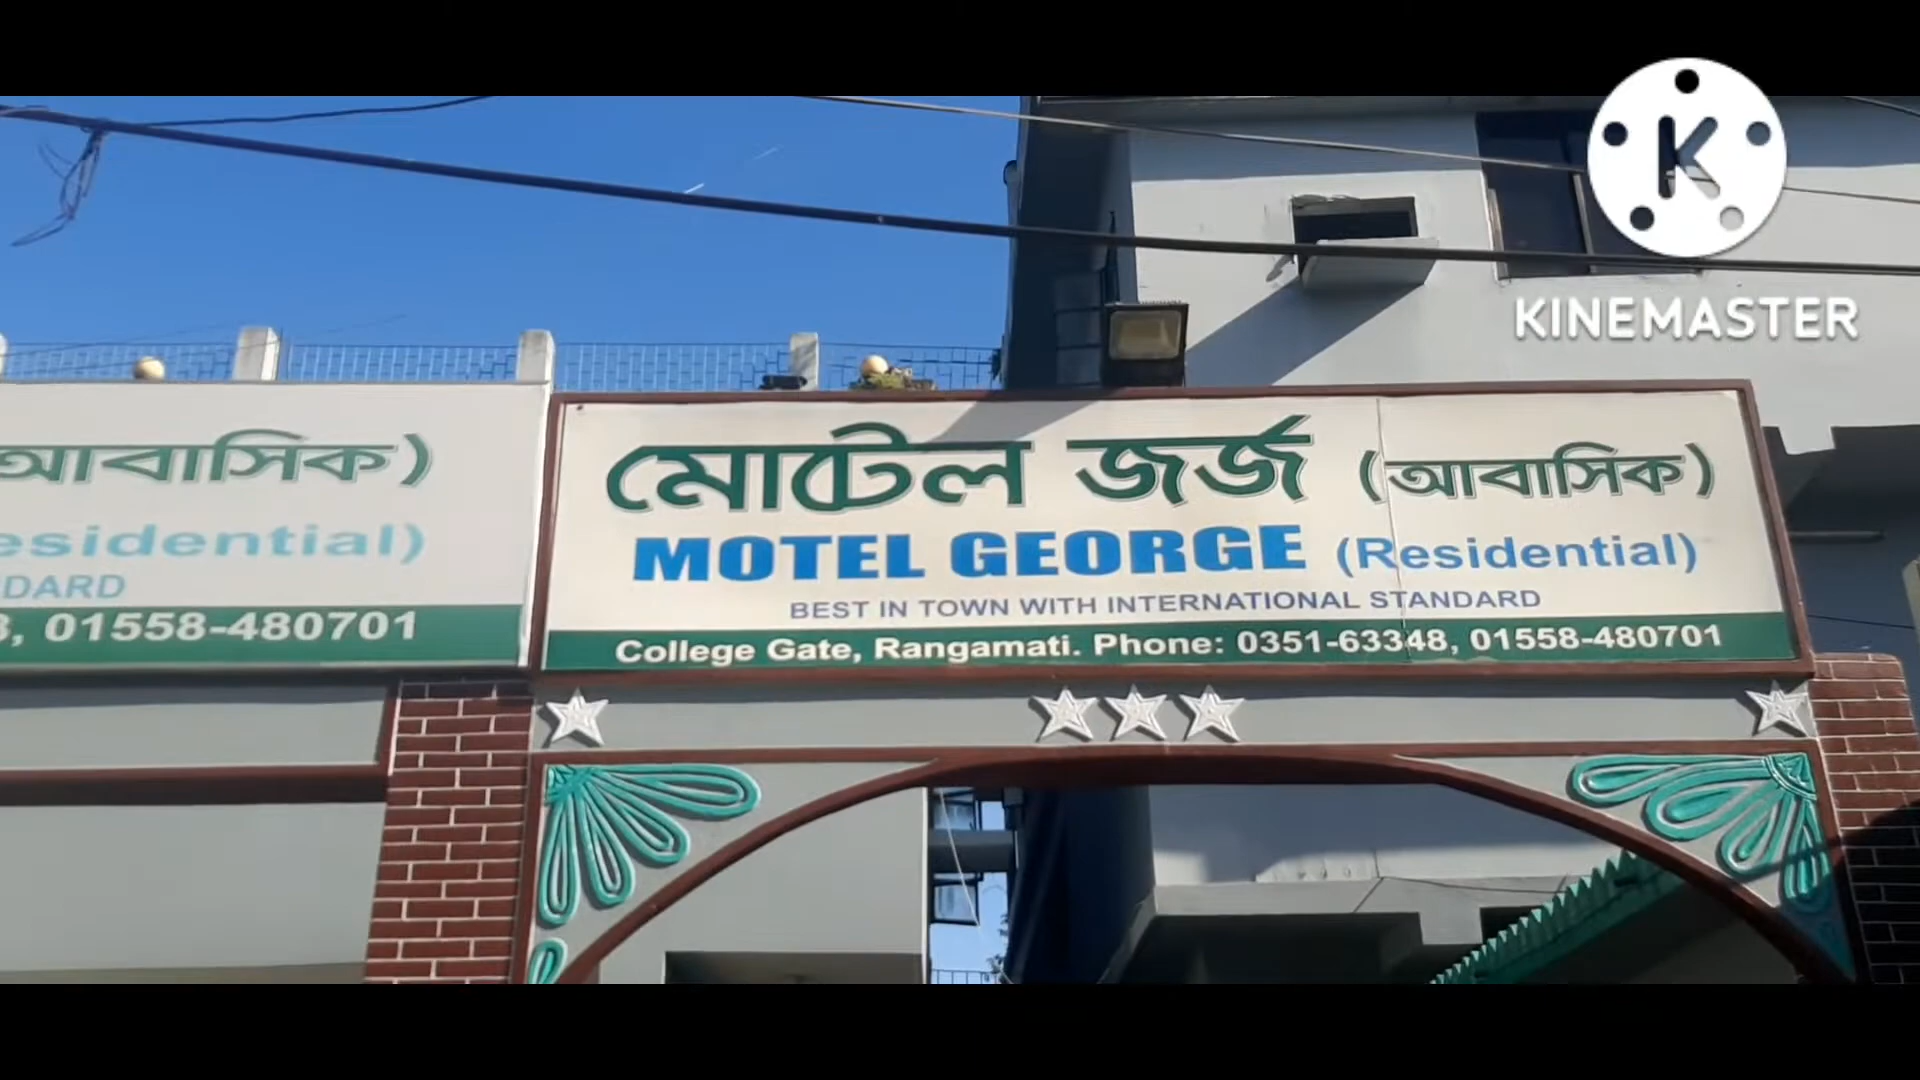 K
KINEMASTER
আবাসিক)
esidential)
DARD
3, 01558-480701
মোটেল জর্জ (আবাসিক)
MOTEL GEORGE (Residential)
BEST IN TOWN WITH INTERNATIONAL STANDARD
College Gate, Rangamati. Phone: 0351-63348, 01558-480701